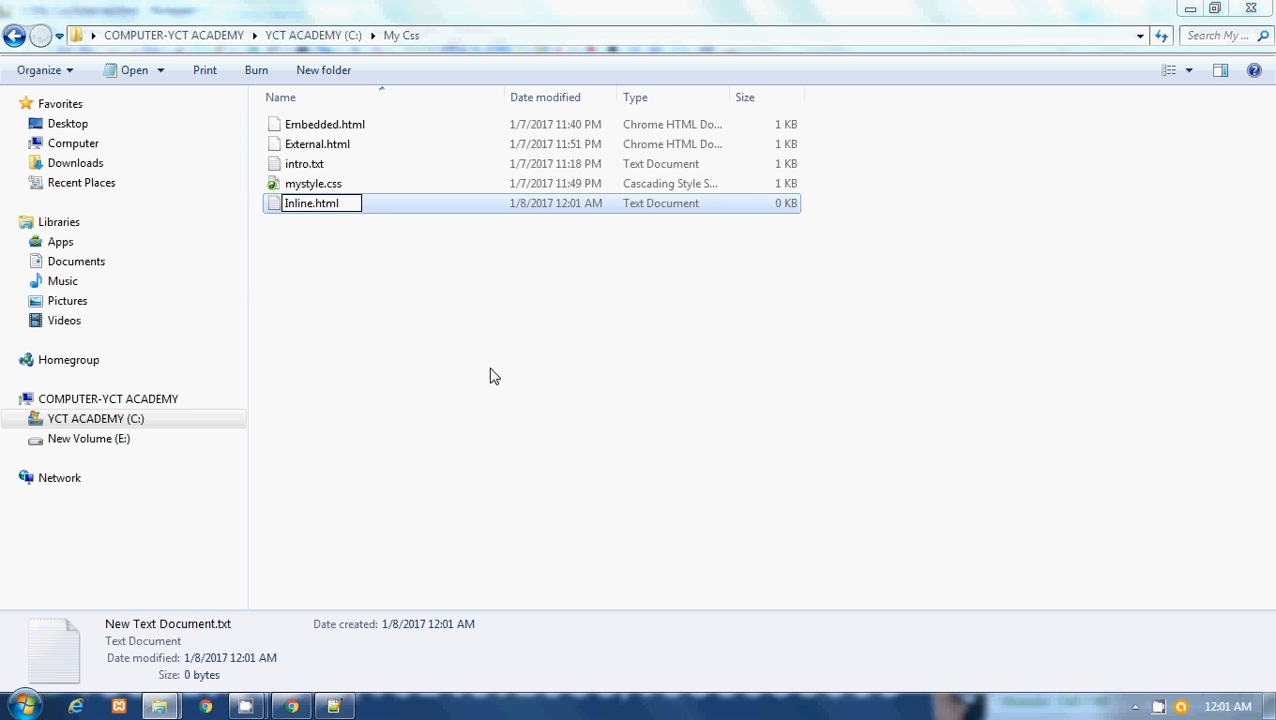 COMPUTER-YCT ACADEMY YCT ACADEMY (C:) My Css Search My ...
Organize Open Print Burn New folder
Name Date modified Type Size
Favorites
Desktop
Computer
Downloads
Recent Places
Libraries
Apps
Documents
Music
Pictures
Videos
Homegroup
COMPUTER-YCT ACADEMY
YCT ACADEMY (C:)
New Volume (E:)
Network
Embedded.html 1/7/2017 11:40 PM Chrome HTML Do... 1 KB
External.html 1/7/2017 11:51 PM Chrome HTML Do... 1 KB
intro.txt 1/7/2017 11:18 PM Text Document 1 KB
mystyle.css 1/7/2017 11:49 PM Cascading Style S... 1 KB
Inline.html 1/8/2017 12:01 AM Text Document 0 KB
New Text Document.txt Date created: 1/8/2017 12:01 AM
Text Document
Date modified: 1/8/2017 12:01 AM
Size: 0 bytes
12:01 AM